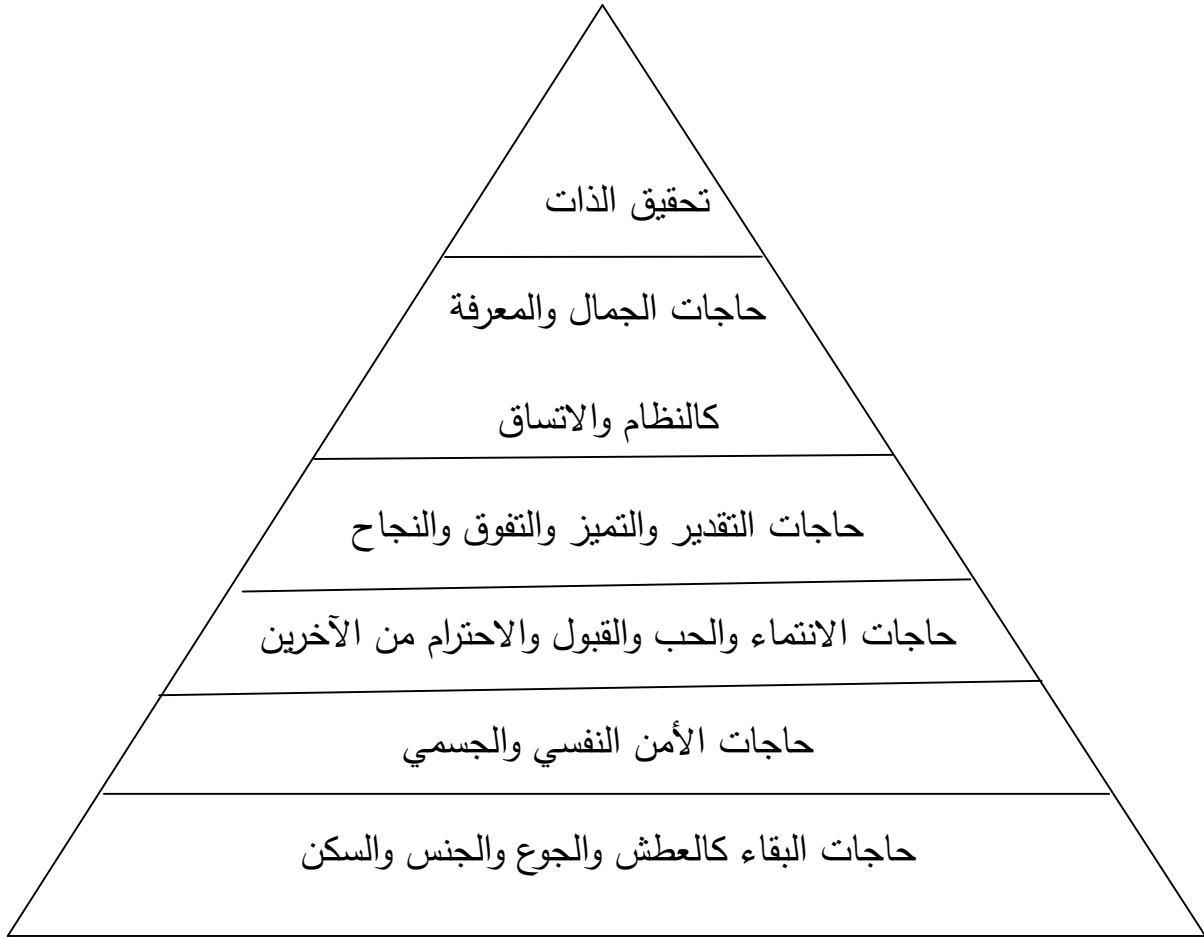 تحقيق الذات
حاجات الجمال والمعرفة
كالنظام والاتساق
حاجات التقدير والتميز والتفوق والنجاح
حاجات الانتماء والحب والقبول والاحترام من الآخرين
حاجات الأمن النفسي والجسمي
حاجات البقاء كالعطش والجوع والجنس والسكن